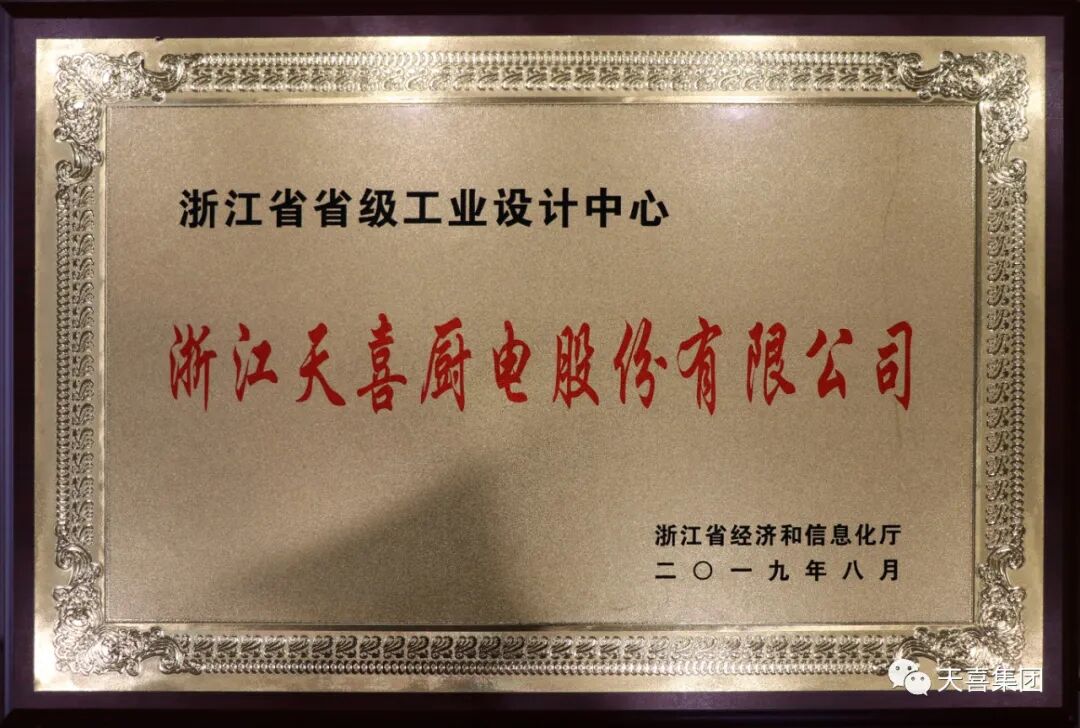 浙江省省级工业设计中心
浙江天喜厨电股份有限公司
浙江省经济和信息化厅
二〇一九年八月
天喜集团